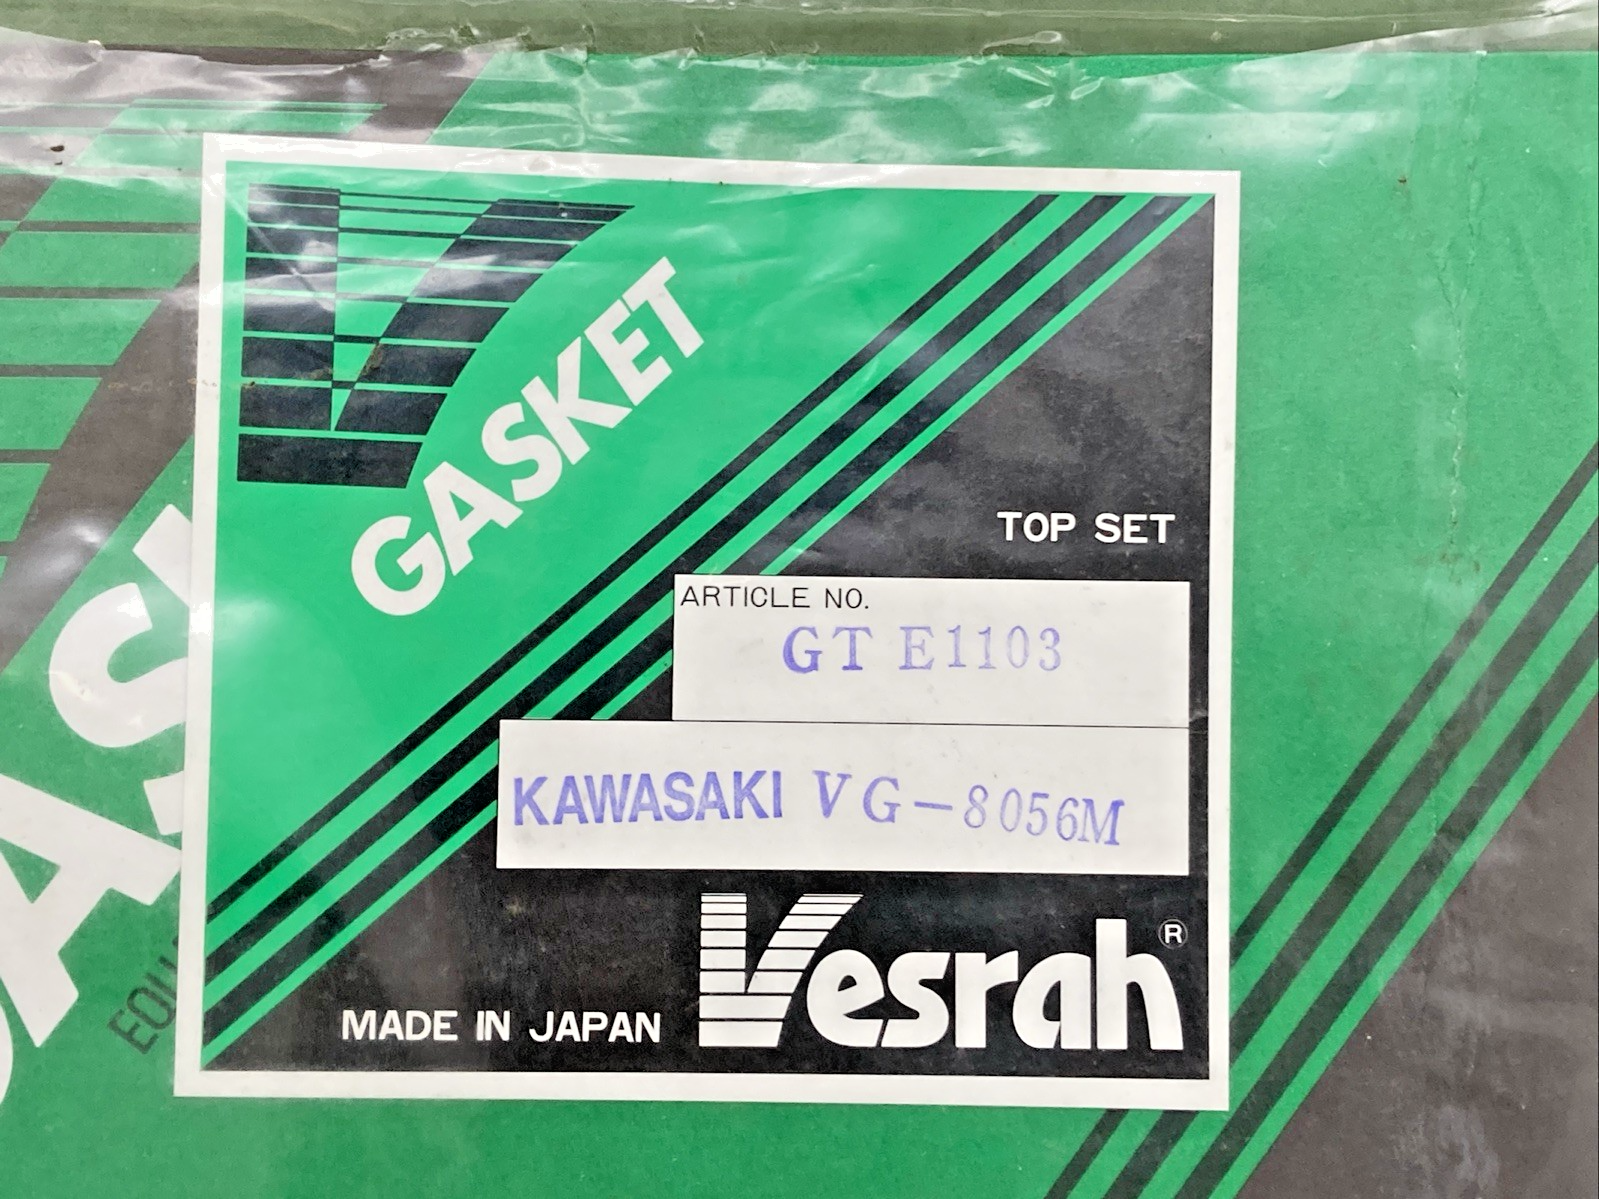 GASKET
TOP SET
ARTICLE NO.
GT E1103
KAWASAKI VG-8056M
MADE IN JAPAN
Vesrah®